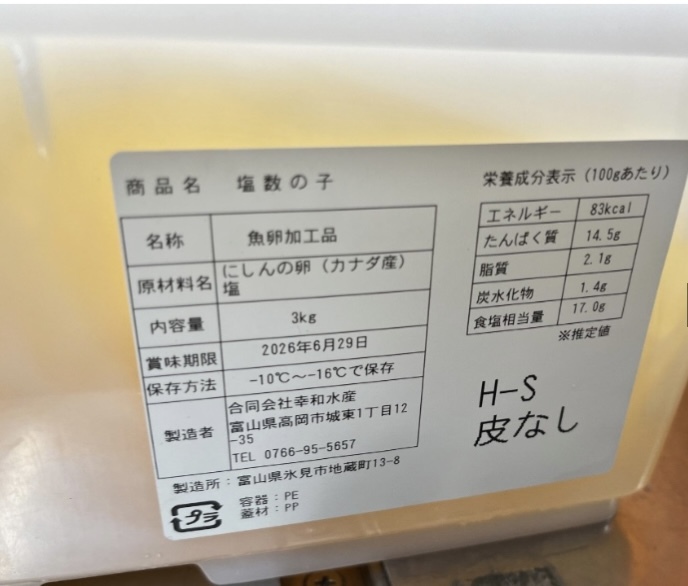 商品名 塩数の子
名称 魚卵加工品
原材料名 にしんの卵（カナダ産）
塩
内容量 3kg
賞味期限 2026年6月29日
保存方法 -10℃～-16℃で保存
製造者 合同会社幸和水産
富山県高岡市城東1丁目12
-35
TEL 0766-95-5657
製造所：富山県氷見市地蔵町13-8
プラ
容器：PE
蓋材：PP
栄養成分表示（100gあたり）
エネルギー 83kcal
たんぱく質 14.5g
脂質 2.1g
炭水化物 1.4g
食塩相当量 17.0g
※推定値
H-S
皮なし